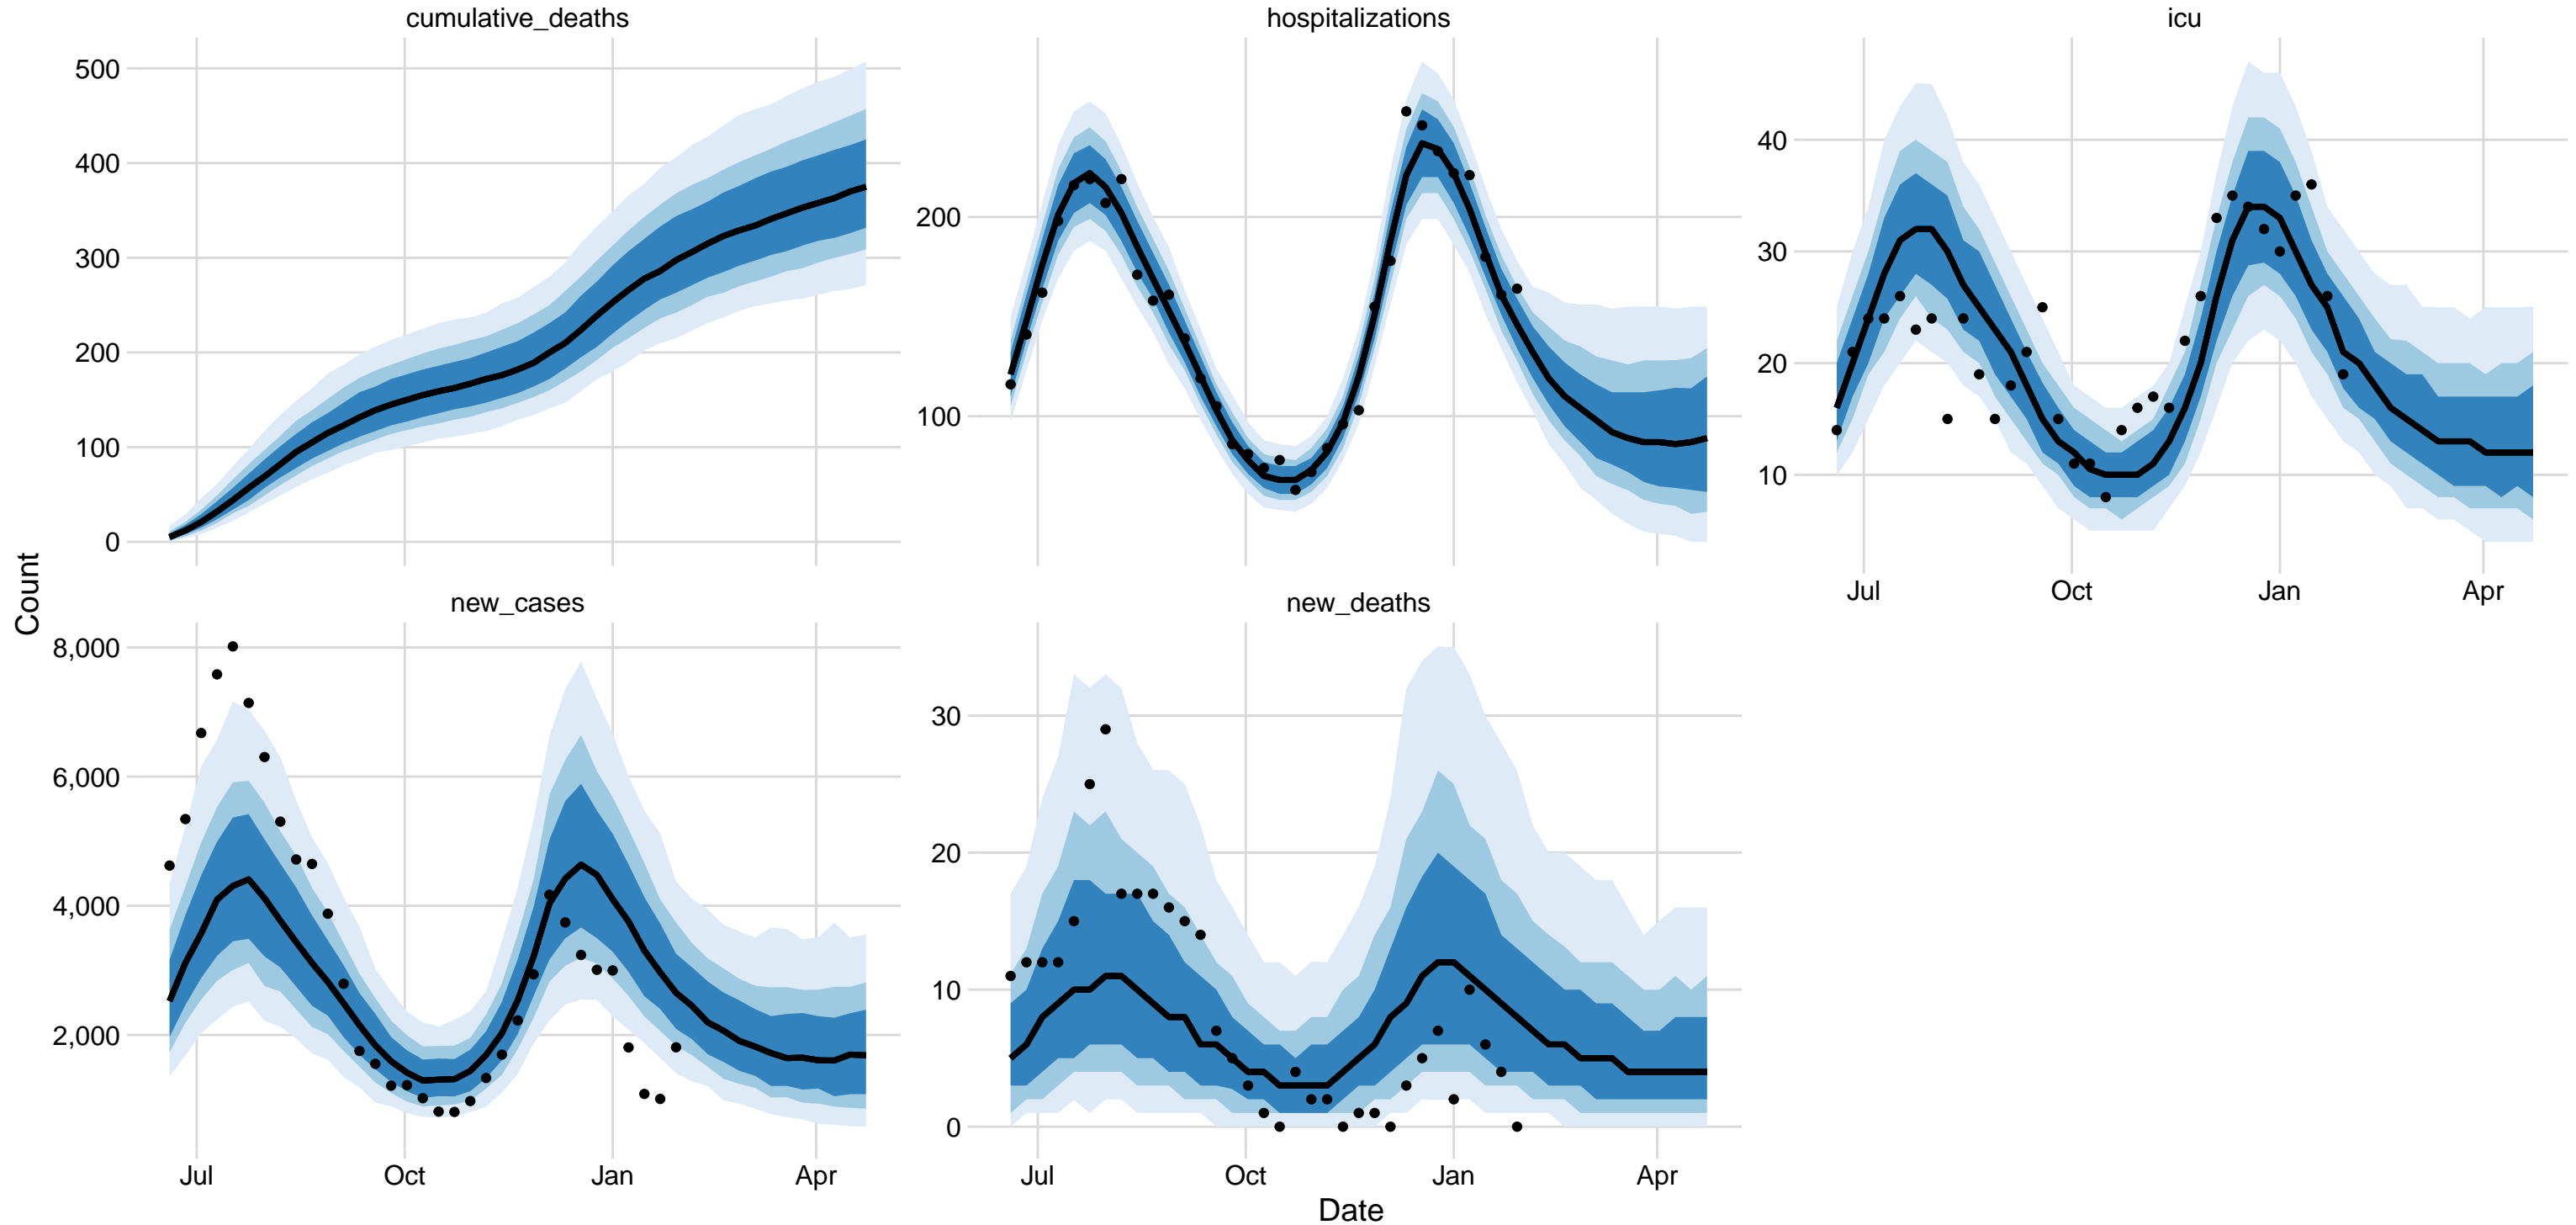 cumulative_deaths
hospitalizations
icu
500
400
300
200
100
0
200
100
40
30
20
10
Jul
Oct
Jan
Apr
Count
new_cases
new_deaths
8,000
6,000
4,000
2,000
30
20
10
0
Jul
Oct
Jan
Apr
Jul
Oct
Jan
Apr
Date